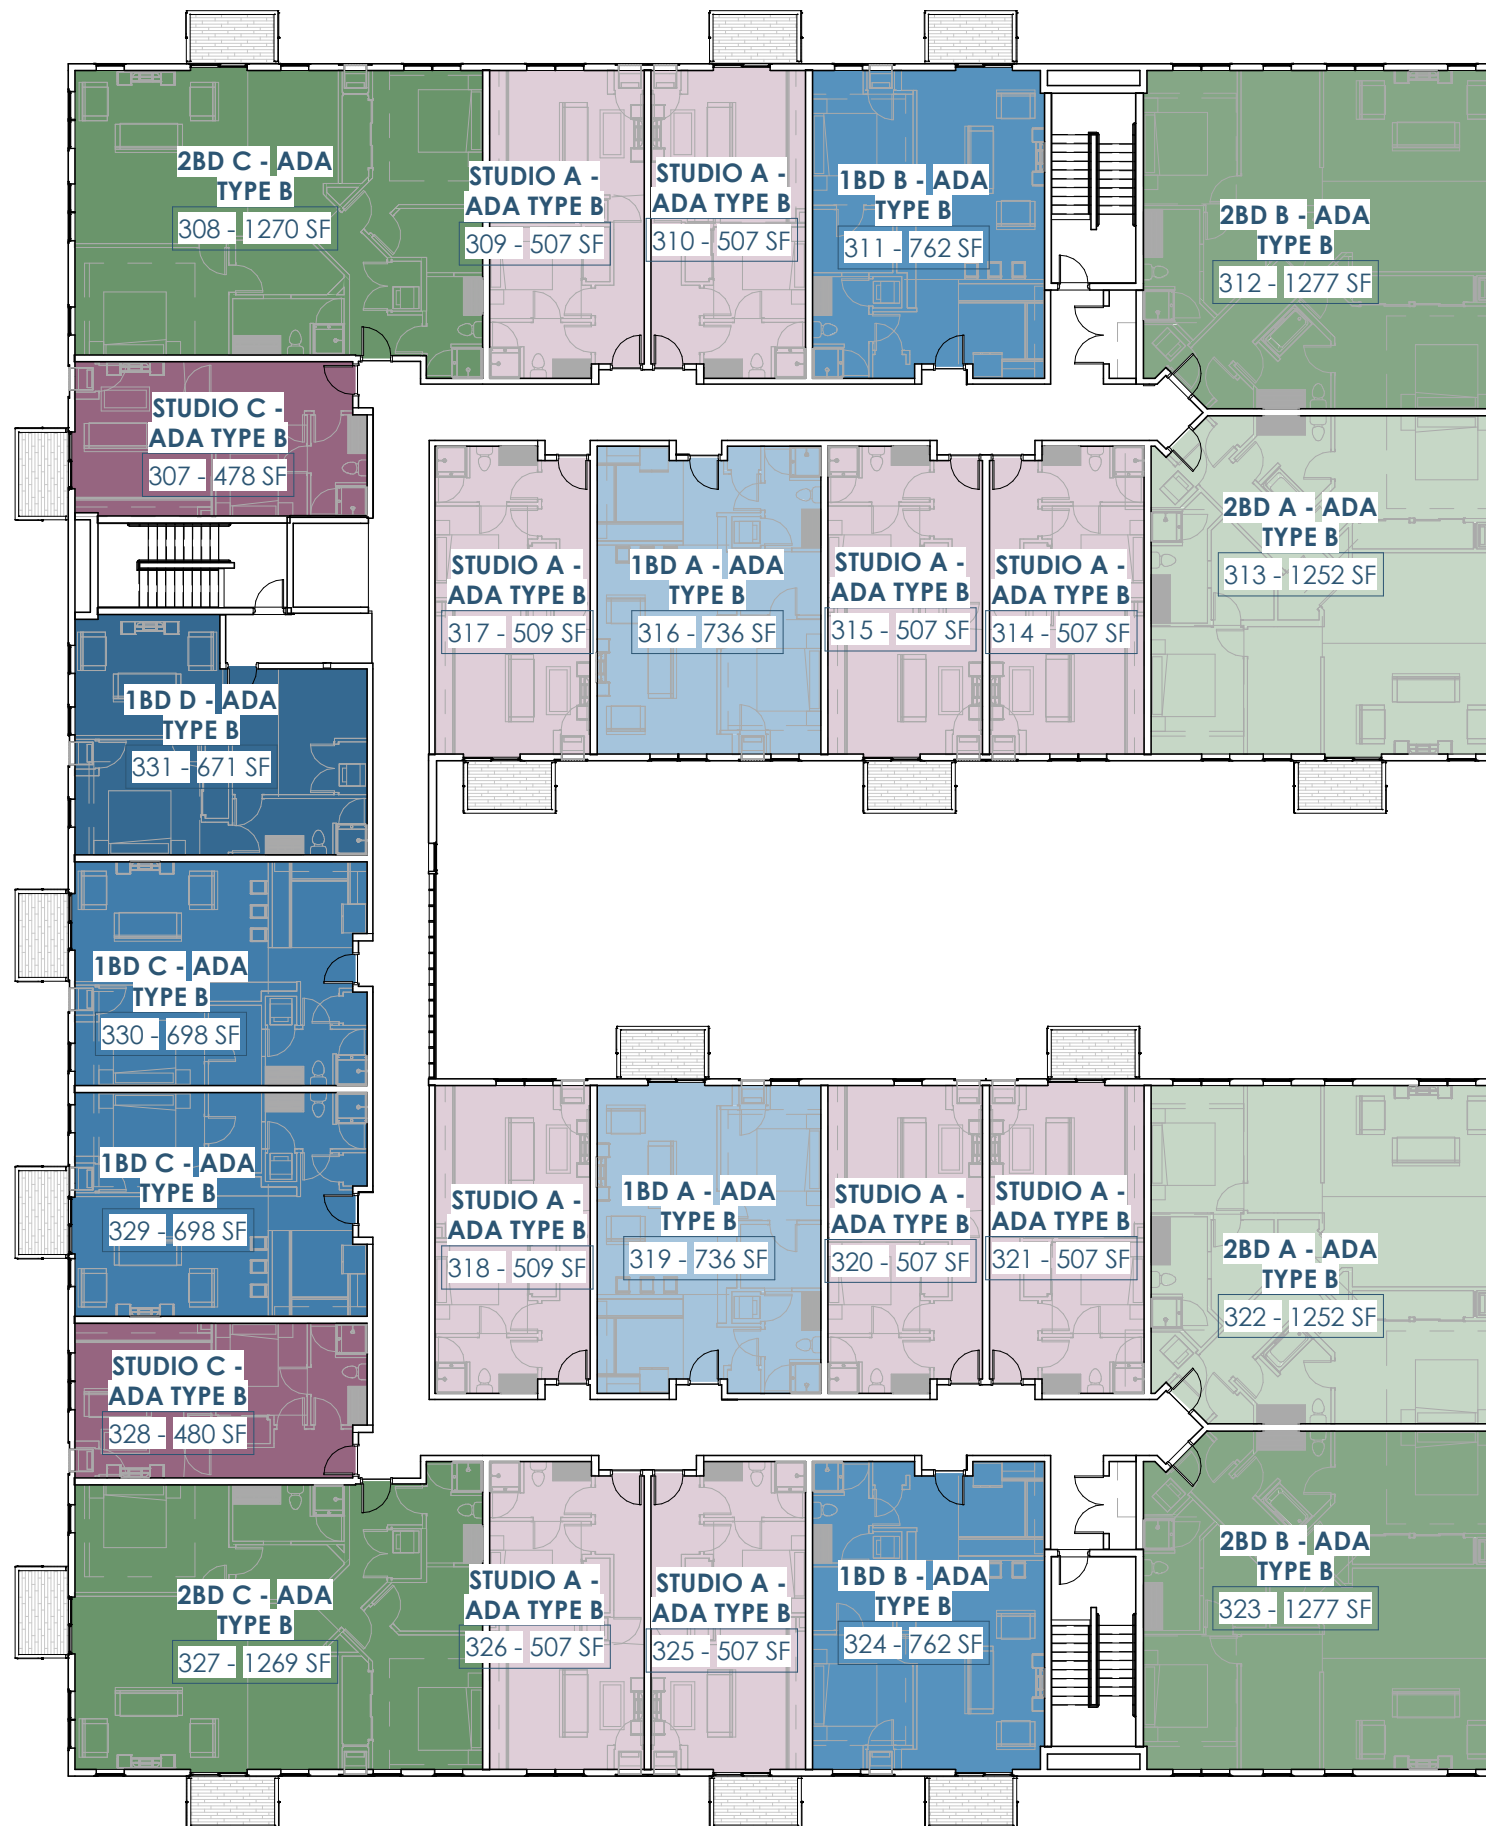 2BD C - ADA
TYPE B
308 - 1270 SF
STUDIO A -
ADA TYPE B
309 - 507 SF
STUDIO A -
ADA TYPE B
310 - 507 SF
1BD B - ADA
TYPE B
311 - 762 SF
2BD B - ADA
TYPE B
312 - 1277 SF
STUDIO C -
ADA TYPE B
307 - 478 SF
STUDIO A -
ADA TYPE B
317 - 509 SF
1BD A - ADA
TYPE B
316 - 736 SF
STUDIO A -
ADA TYPE B
315 - 507 SF
STUDIO A -
ADA TYPE B
314 - 507 SF
2BD A - ADA
TYPE B
313 - 1252 SF
1BD D - ADA
TYPE B
331 - 671 SF
1BD C - ADA
TYPE B
330 - 698 SF
1BD C - ADA
TYPE B
329 - 698 SF
STUDIO A -
ADA TYPE B
318 - 509 SF
1BD A - ADA
TYPE B
319 - 736 SF
STUDIO A -
ADA TYPE B
320 - 507 SF
STUDIO A -
ADA TYPE B
321 - 507 SF
2BD A - ADA
TYPE B
322 - 1252 SF
STUDIO C -
ADA TYPE B
328 - 480 SF
2BD C - ADA
TYPE B
327 - 1269 SF
STUDIO A -
ADA TYPE B
326 - 507 SF
STUDIO A -
ADA TYPE B
325 - 507 SF
1BD B - ADA
TYPE B
324 - 762 SF
2BD B - ADA
TYPE B
323 - 1277 SF